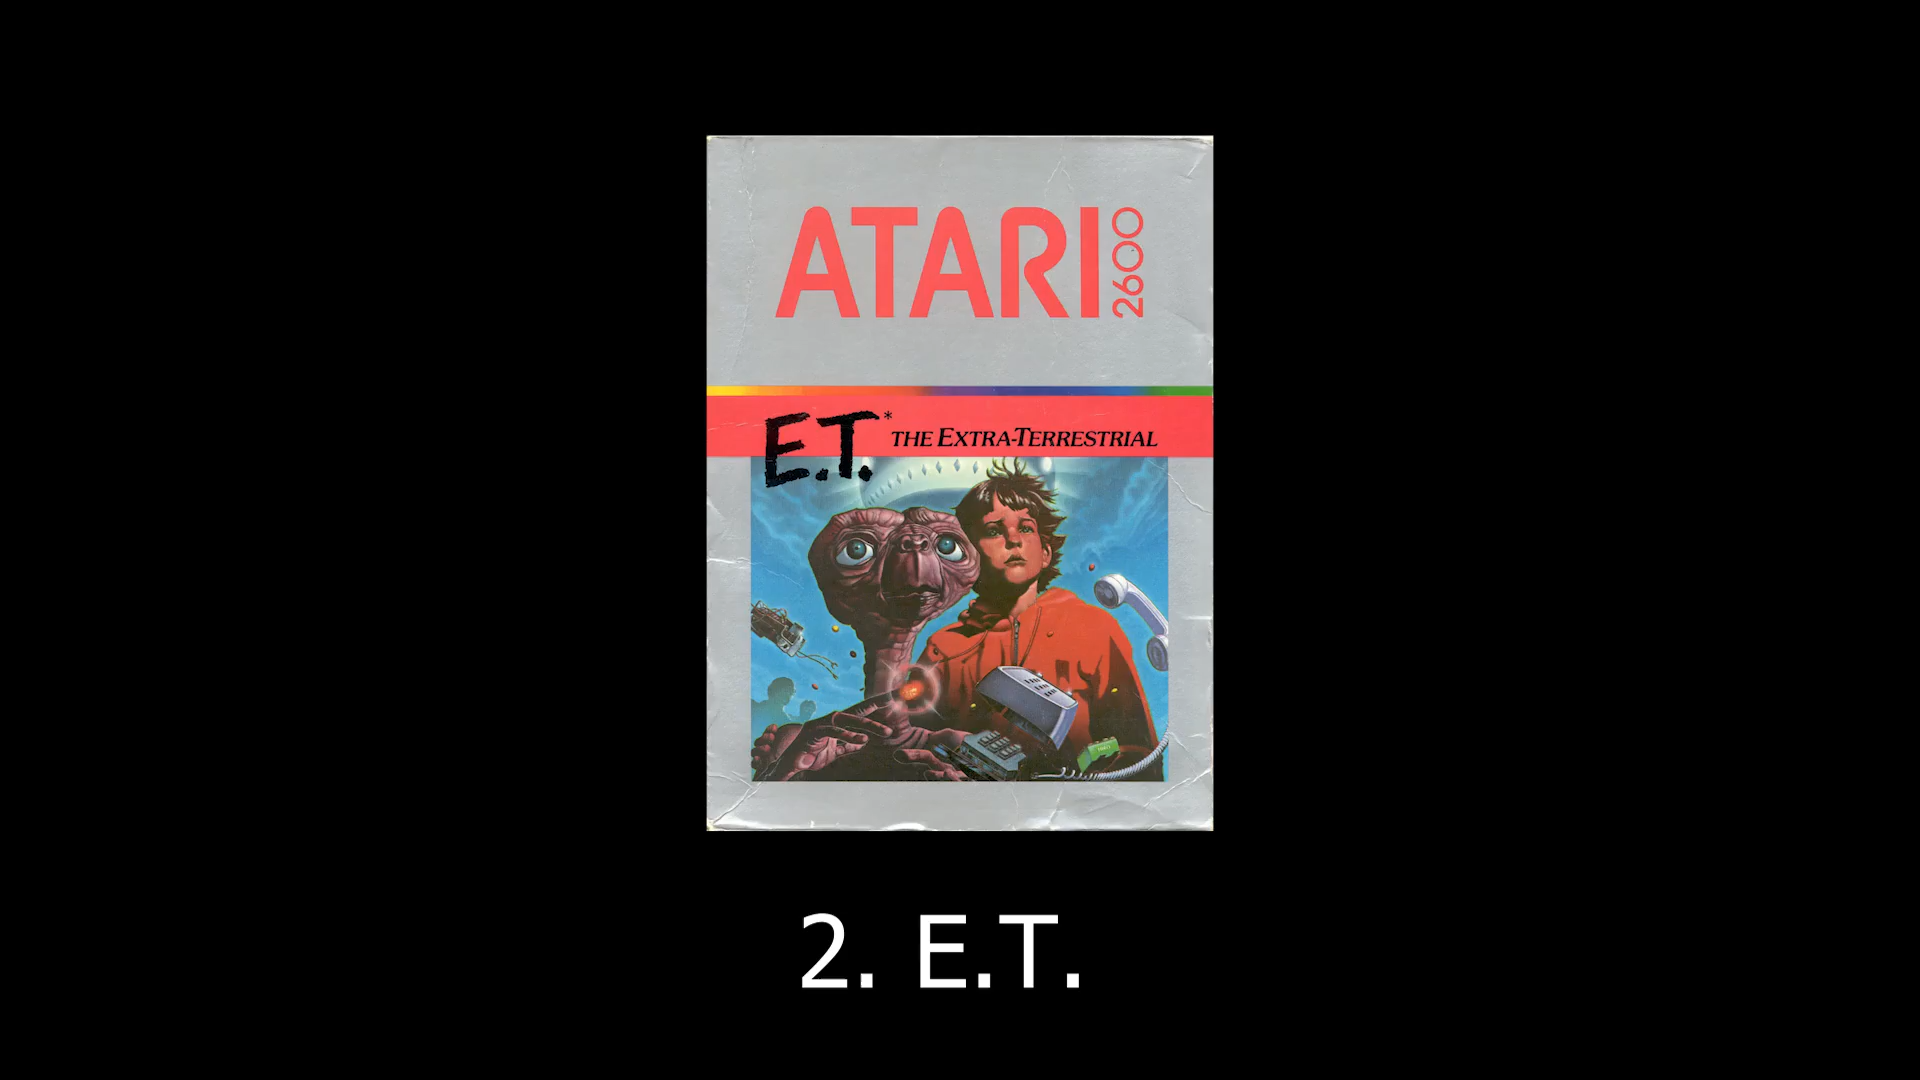 ATARI 2600
E.T.* THE EXTRA-TERRESTRIAL
2. E.T.